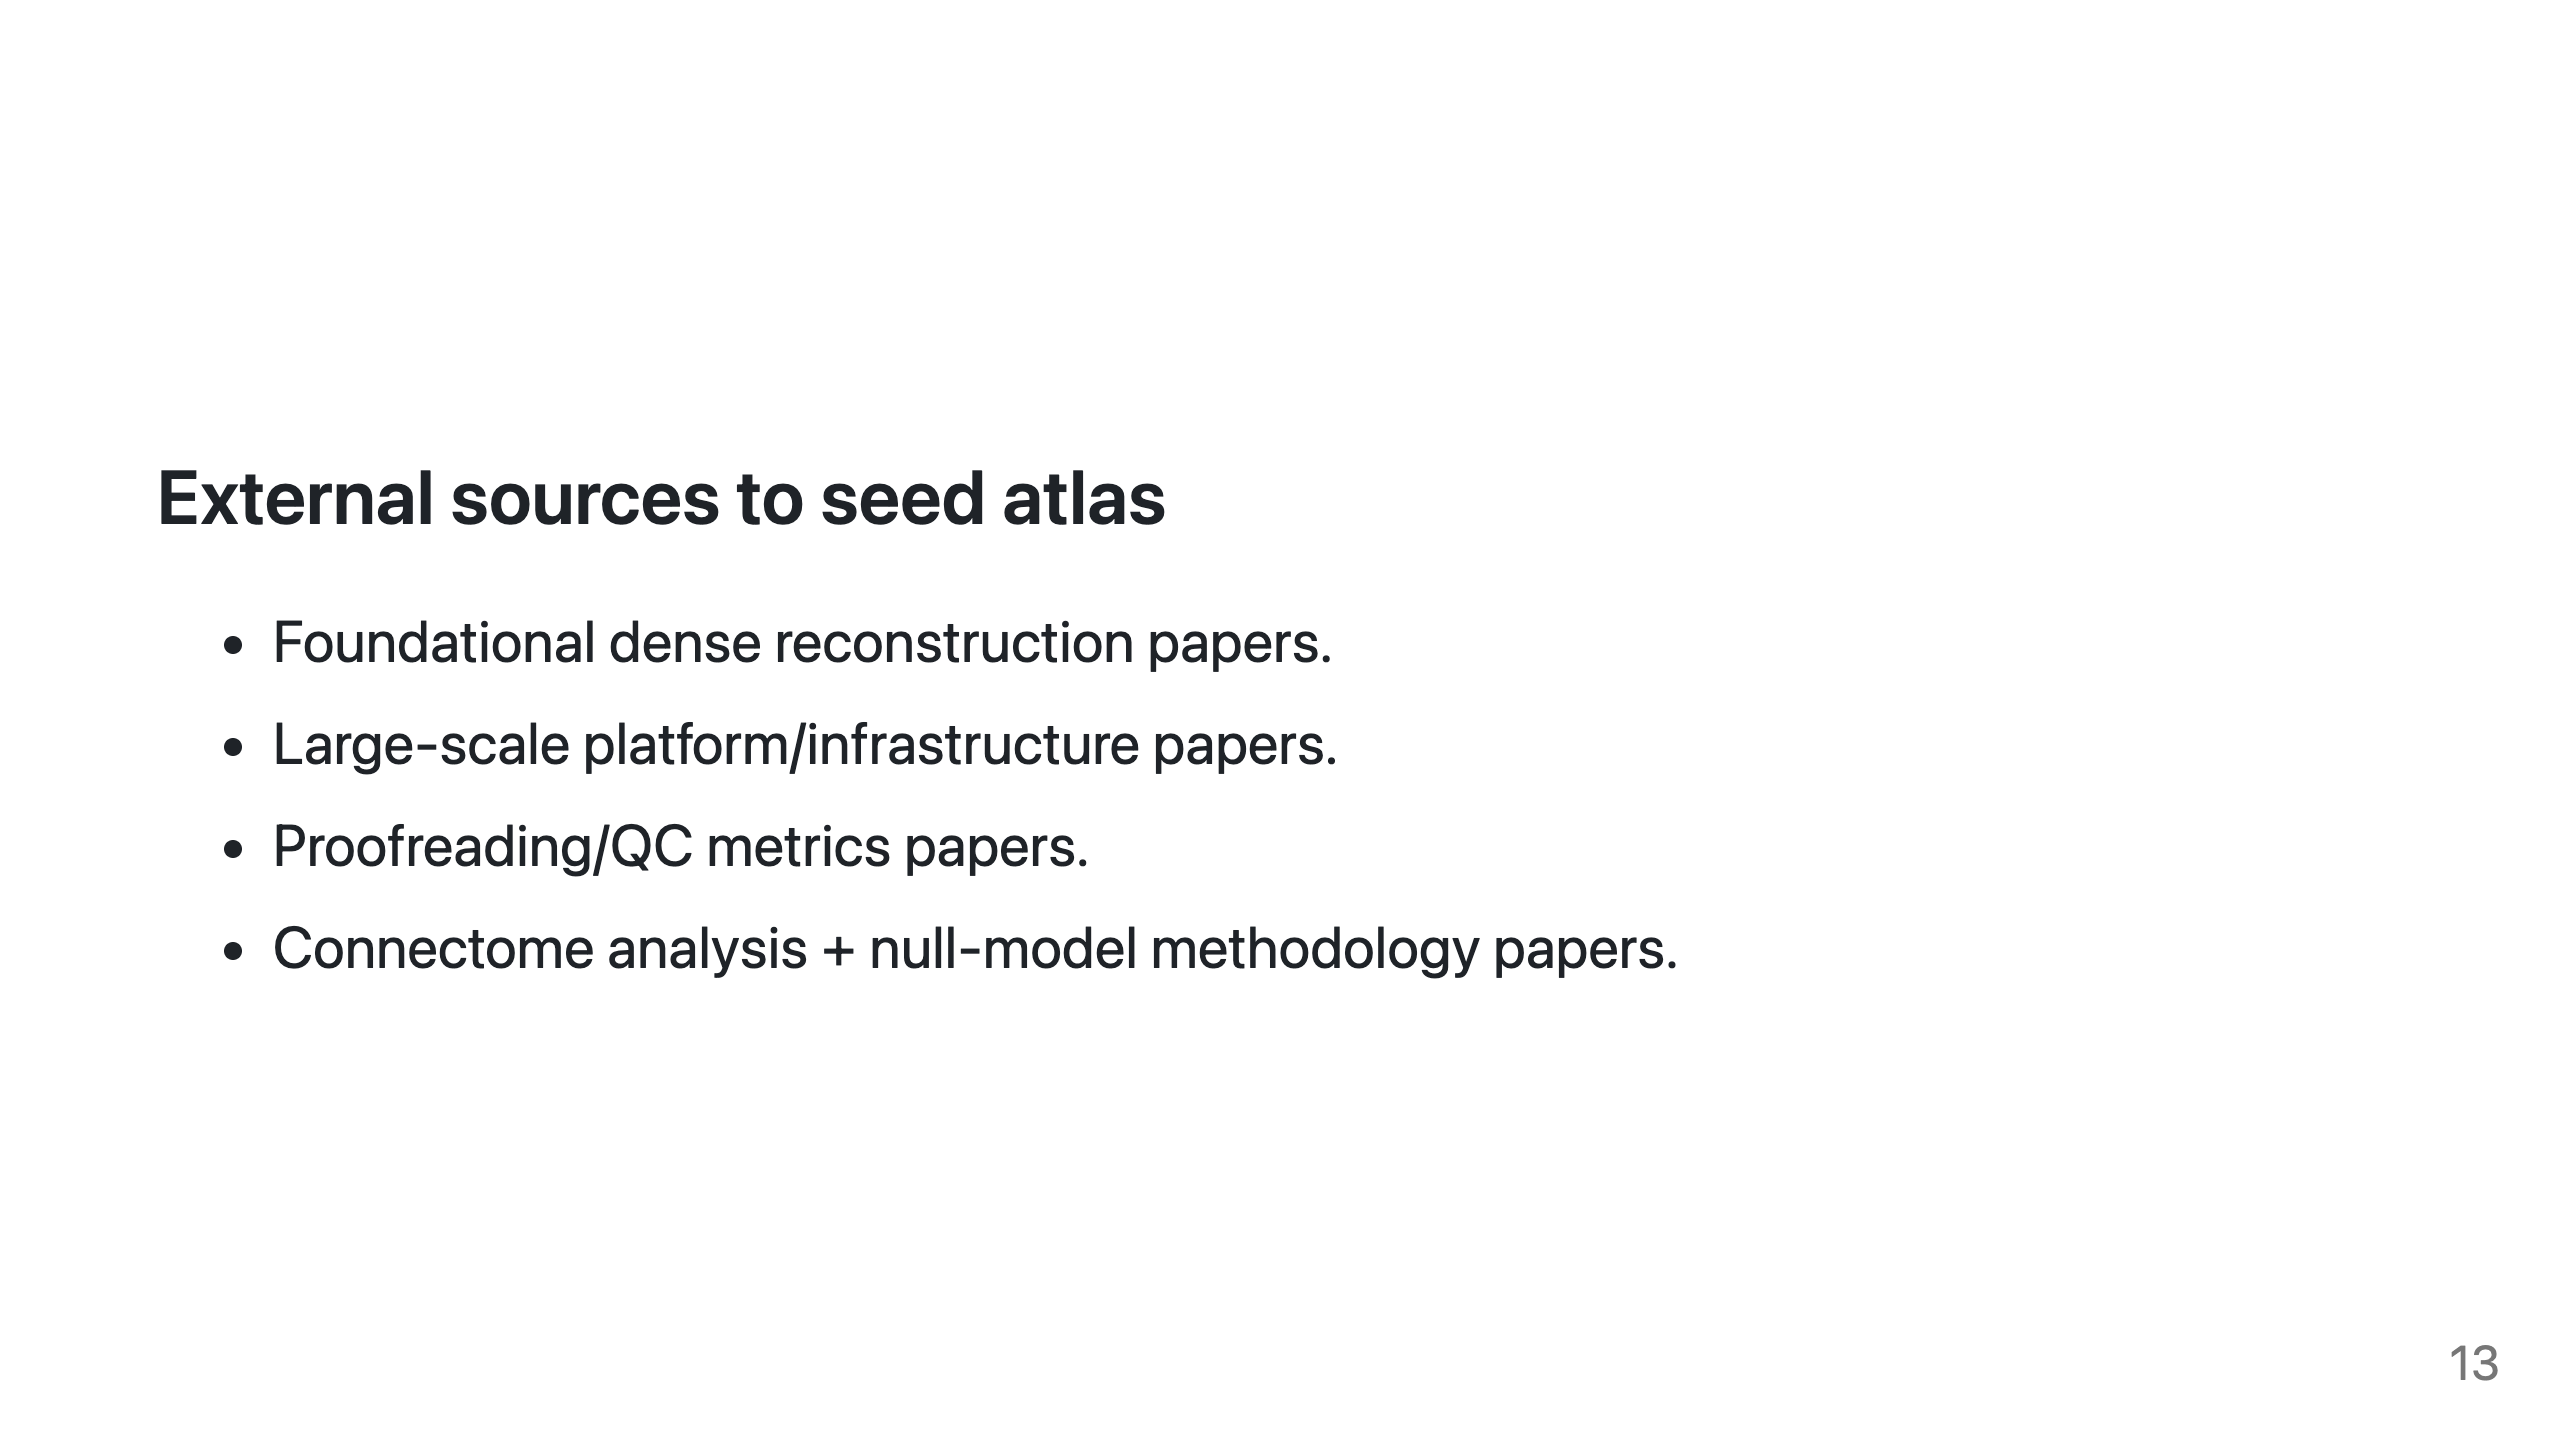 External sources to seed atlas
• Foundational dense reconstruction papers.
• Large-scale platform/infrastructure papers.
• Proofreading/QC metrics papers.
• Connectome analysis + null-model methodology papers.
13